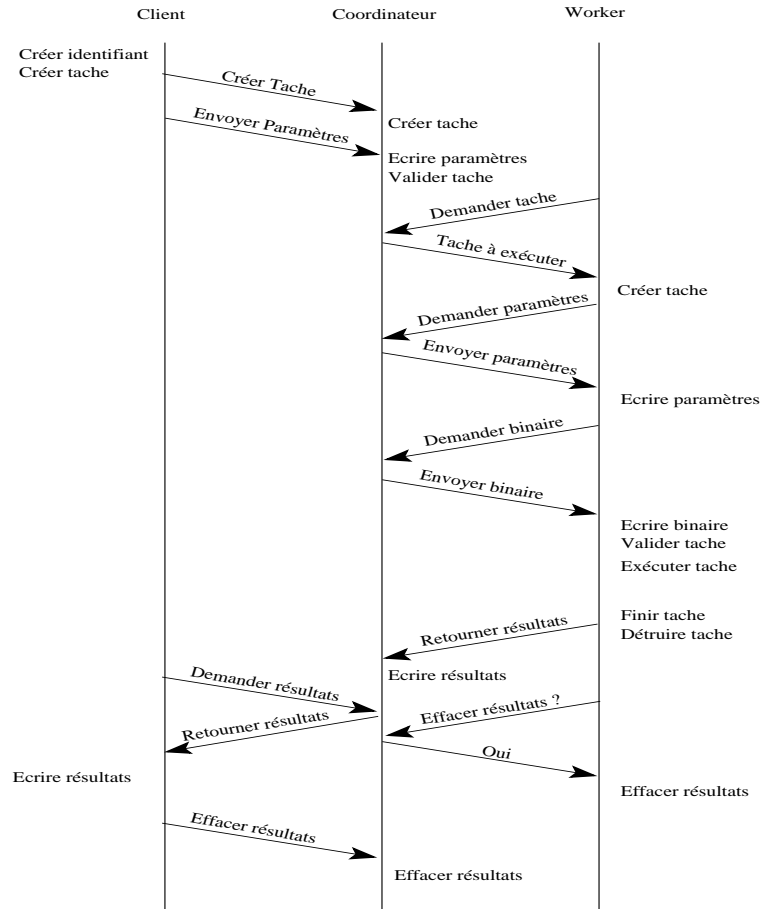 Client
Coordinateur
Worker
Créer identifiant
Créer tache
Créer Tache
Créer tache
Envoyer Paramètres
Ecrire paramètres
Valider tache
Demander tache
Tache à exécuter
Créer tache
Demander paramètres
Envoyer paramètres
Ecrire paramètres
Demander binaire
Envoyer binaire
Ecrire binaire
Valider tache
Exécuter tache
Finir tache
Détruire tache
Retourner résultats
Ecrire résultats
Demander résultats
Effacer résultats ?
Retourner résultats
Oui
Ecrire résultats
Effacer résultats
Effacer résultats
Effacer résultats